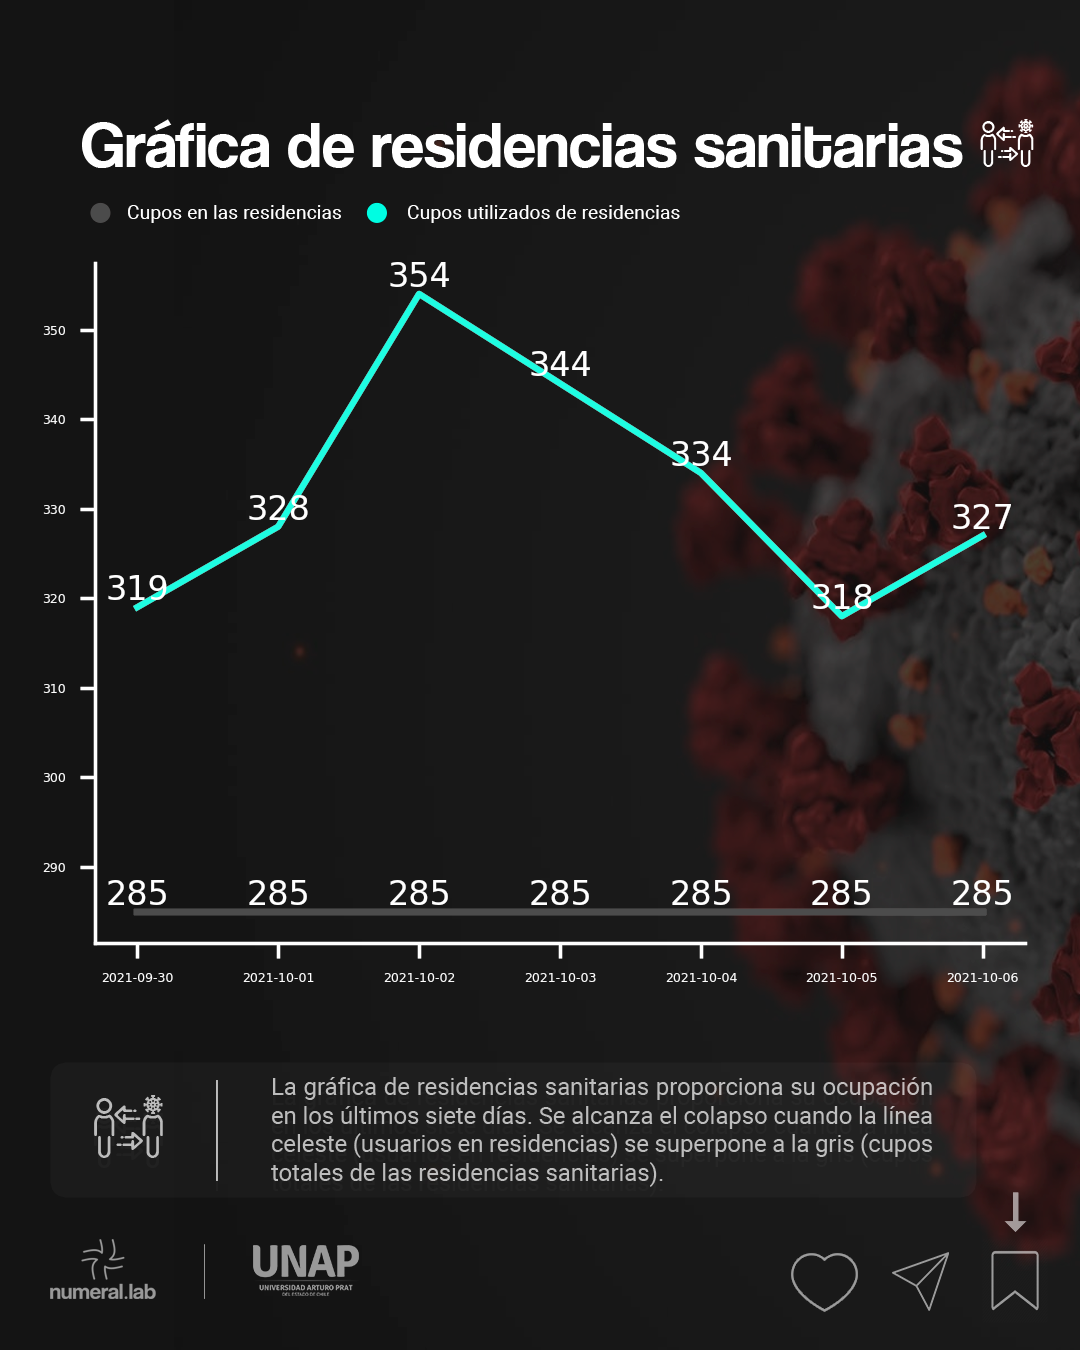 Gráfica de residencias sanitarias
Cupos en las residencias
Cupos utilizados de residencias
354
350
344
340
334
330
328
327
319
318
320
310
300
290
285 285 285 285 285 285 285
2021-09-30 2021-10-01 2021-10-02 2021-10-03 2021-10-04 2021-10-05 2021-10-06
La gráfica de residencias sanitarias proporciona su ocupación
en los últimos siete días. Se alcanza el colapso cuando la línea
celeste (usuarios en residencias) se superpone a la gris (cupos
totales de las residencias sanitarias).
numeral.lab
UNAP
UNIVERSIDAD ARTURO PRAT
DEL ESTADO DE CHILE